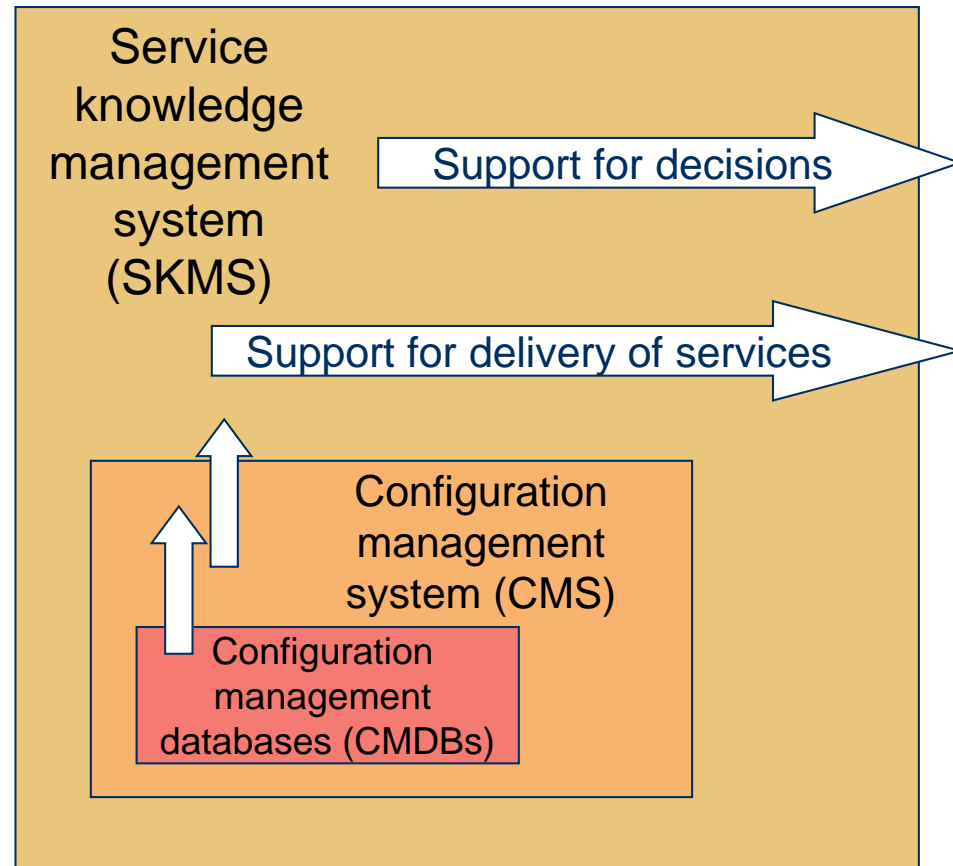 Service
knowledge
management
system
(SKMS)
Support for decisions
Support for delivery of services
Configuration
management
system (CMS)
Configuration
management
databases (CMDBs)